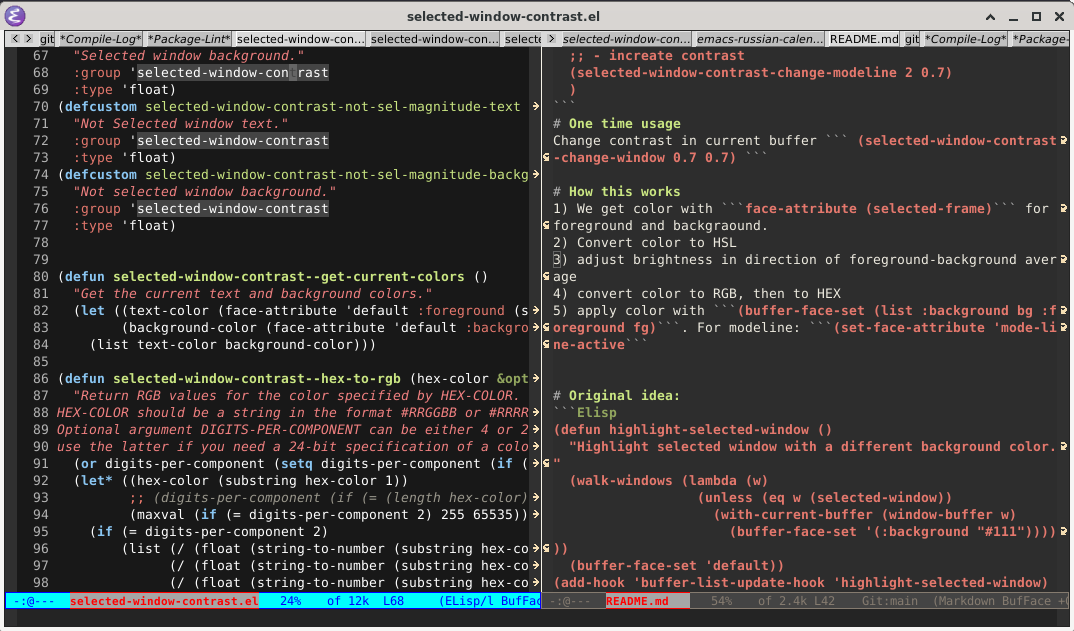 selected-window-contrast.el
< > git *Compile-Log* *Package-Lint* selected-window-con... selected-window-con... selecte
67 "Selected window background."
68 :group 'selected-window-contrast
69 :type 'float)
70 (defcustom selected-window-contrast-not-sel-magnitude-text
71 "Not Selected window text."
72 :group 'selected-window-contrast
73 :type 'float)
74 (defcustom selected-window-contrast-not-sel-magnitude-backg
75 "Not selected window background."
76 :group 'selected-window-contrast
77 :type 'float)
78
79
80 (defun selected-window-contrast--get-current-colors ()
81 "Get the current text and background colors."
82 (let ((text-color (face-attribute 'default :foreground (s
83 (background-color (face-attribute 'default :backgro
84 (list text-color background-color)))
85
86 (defun selected-window-contrast--hex-to-rgb (hex-color &opt
87 "Return RGB values for the color specified by HEX-COLOR.
88 HEX-COLOR should be a string in the format #RRGGBB or #RRRR
89 Optional argument DIGITS-PER-COMPONENT can be either 4 or 2
90 use the latter if you need a 24-bit specification of a colo
91 (or digits-per-component (setq digits-per-component (if (
92 (let* ((hex-color (substring hex-color 1))
93 ;; (digits-per-component (if (= (length hex-color)
94 (maxval (if (= digits-per-component 2) 255 65535))
95 (if (= digits-per-component 2)
96 (list (/ (float (string-to-number (substring hex-co
97 (/ (float (string-to-number (substring hex-co
98 (/ (float (string-to-number (substring hex-co
-:@--- selected-window-contrast.el 24% of 12k L68 (ELisp/l BufFac
> selected-window-con... emacs-russian-calen... README.md git *Compile-Log* *Package-
;; - increate contrast
(selected-window-contrast-change-modeline 2 0.7)
)
```
# One time usage
Change contrast in current buffer ``` (selected-window-contrast
-change-window 0.7 0.7) ```
# How this works
1) We get color with ```face-attribute (selected-frame)``` for
foreground and backgraound.
2) Convert color to HSL
3) adjust brightness in direction of foreground-background aver
age
4) convert color to RGB, then to HEX
5) apply color with ```(buffer-face-set (list :background bg :f
oreground fg)```. For modeline: ```(set-face-attribute 'mode-li
ne-active```
# Original idea:
```Elisp
(defun highlight-selected-window ()
"Highlight selected window with a different background color.
"
(walk-windows (lambda (w)
(unless (eq w (selected-window))
(with-current-buffer (window-buffer w)
(buffer-face-set '(:background "#111"))))
))
(buffer-face-set 'default))
(add-hook 'buffer-list-update-hook 'highlight-selected-window)
-:@--- README.md 54% of 2.4k L42 Git:main (Markdown BufFace +